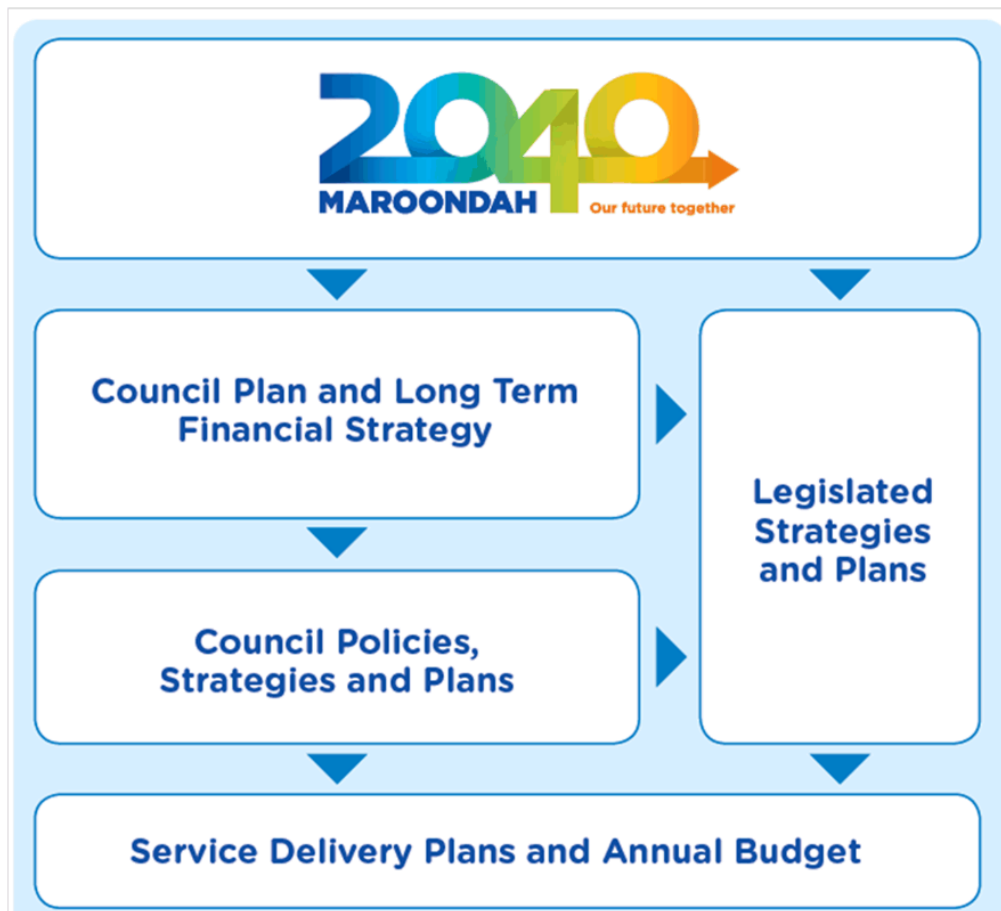 2040
MAROONDAH
Our future together
Council Plan and Long Term
Financial Strategy
Legislated
Strategies
and Plans
Council Policies,
Strategies and Plans
Service Delivery Plans and Annual Budget